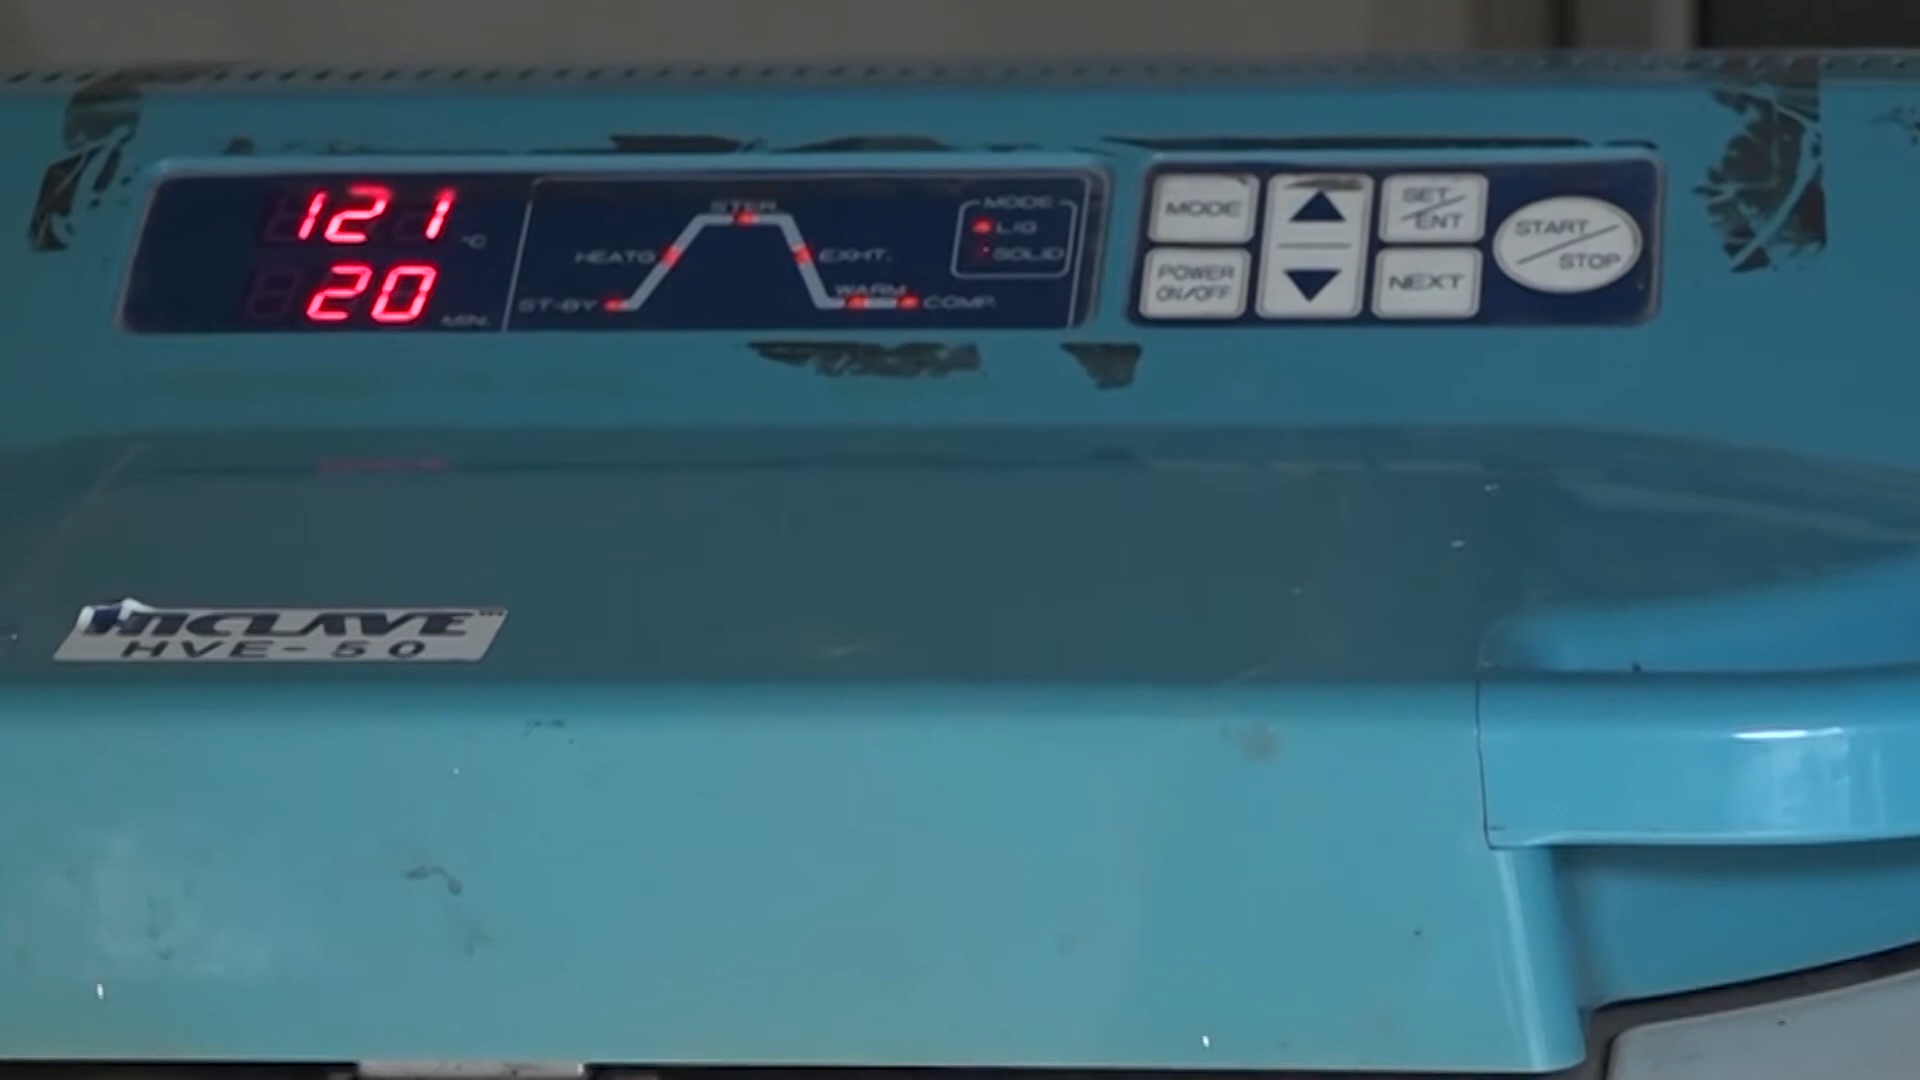 121 °C
20 MIN.
STER.
HEATG
EXHT.
ST-BY
WARM
COMP.
MODE
LIQ
SOLID
MODE
SET/ENT
START/STOP
POWER ON/OFF
NEXT
HICLAVE™
HVE-50